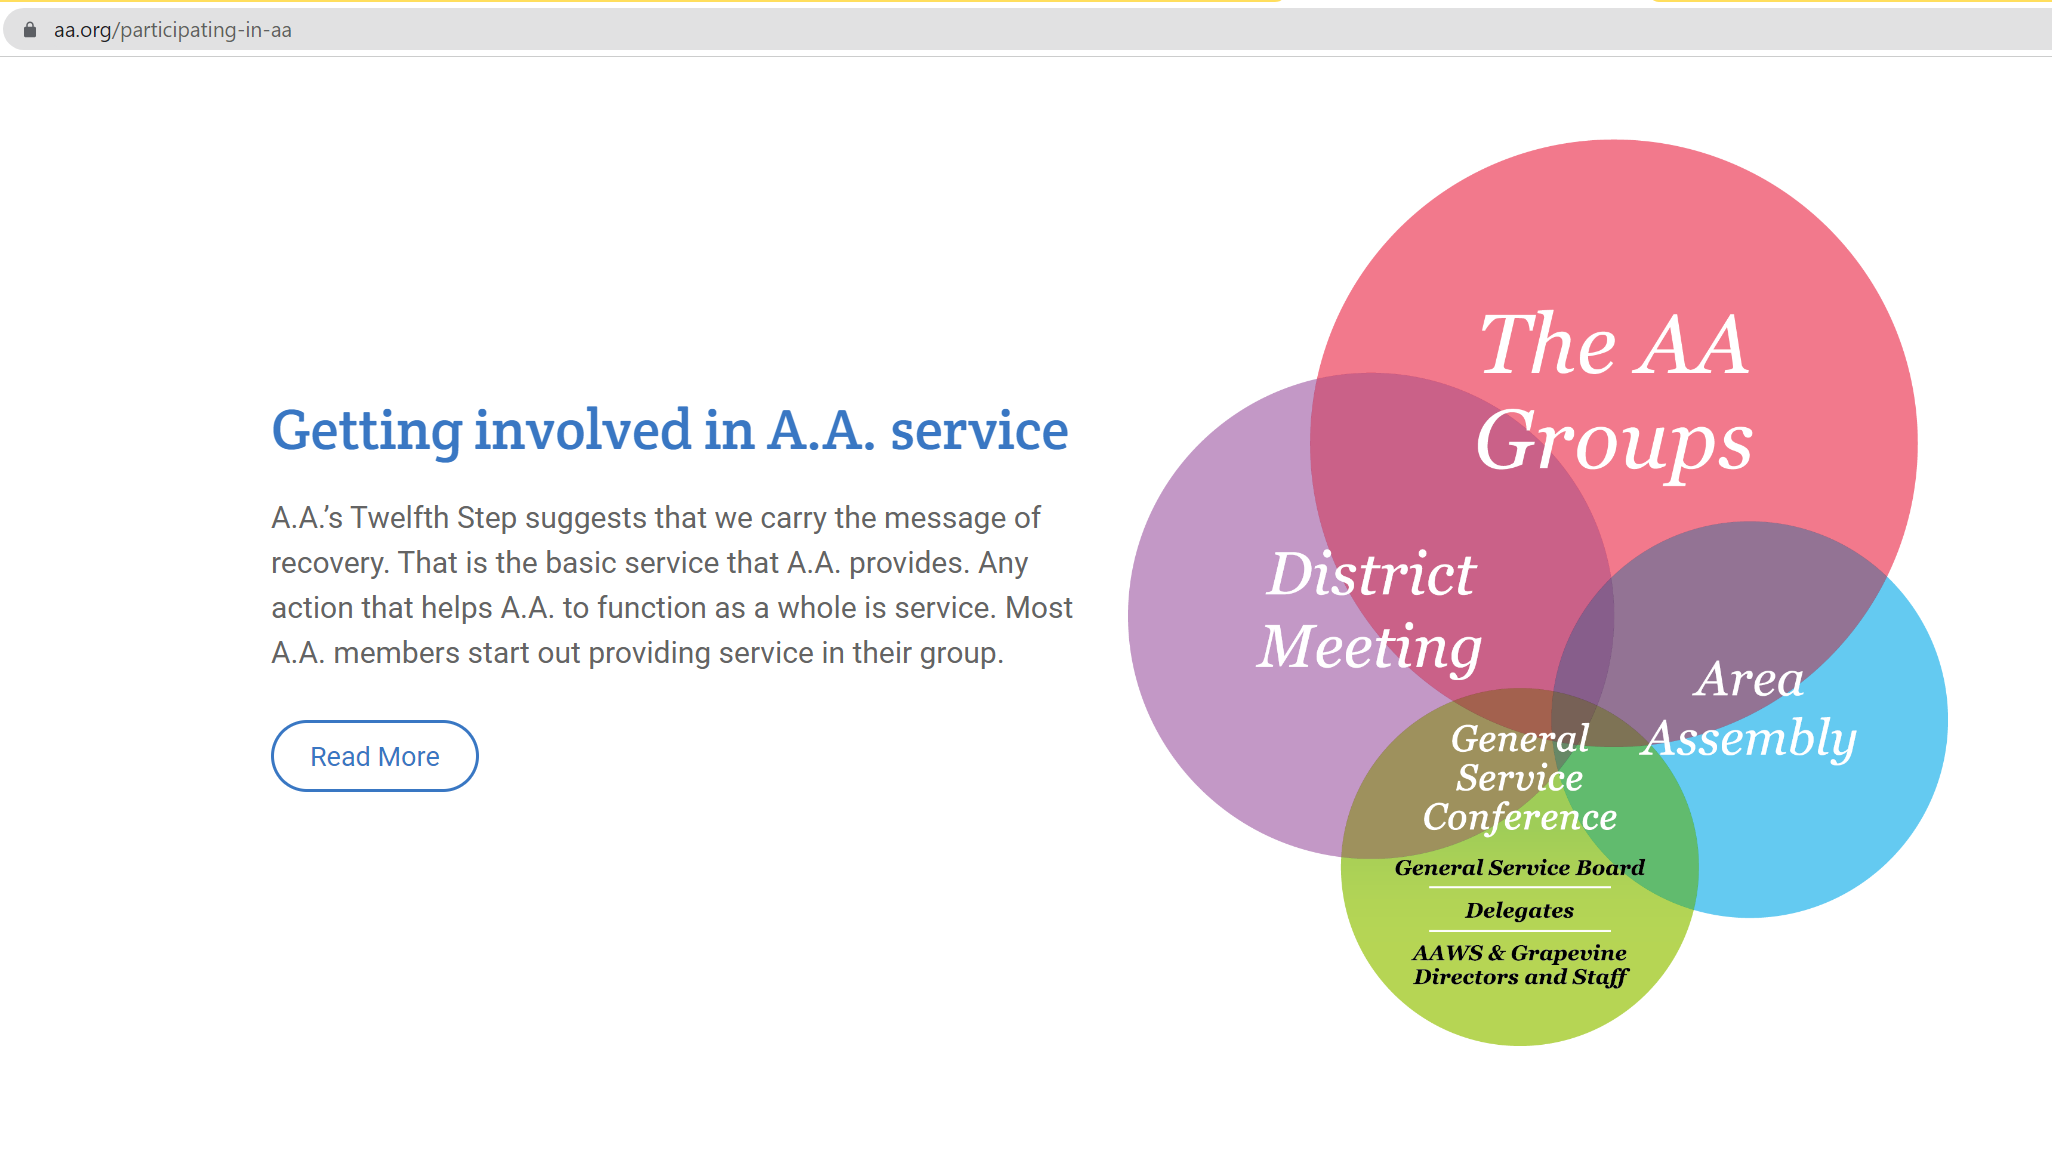 aa.org/participating-in-aa
Getting involved in A.A. service
A.A.’s Twelfth Step suggests that we carry the message of
recovery. That is the basic service that A.A. provides. Any
action that helps A.A. to function as a whole is service. Most
A.A. members start out providing service in their group.
Read More
The AA
Groups
District
Meeting
Area
Assembly
General
Service
Conference
General Service Board
Delegates
AAWS & Grapevine
Directors and Staff